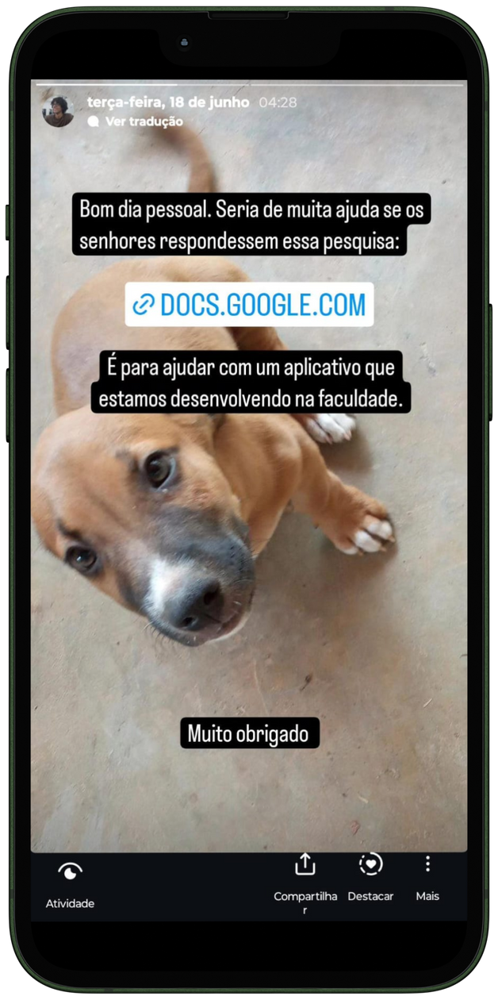 terça-feira, 18 de junho 04:28
Ver tradução
Bom dia pessoal. Seria de muita ajuda se os
senhores respondessem essa pesquisa:
DOCS.GOOGLE.COM
É para ajudar com um aplicativo que
estamos desenvolvendo na faculdade.
Muito obrigado
Atividade
Compartilha
r
Destacar
Mais